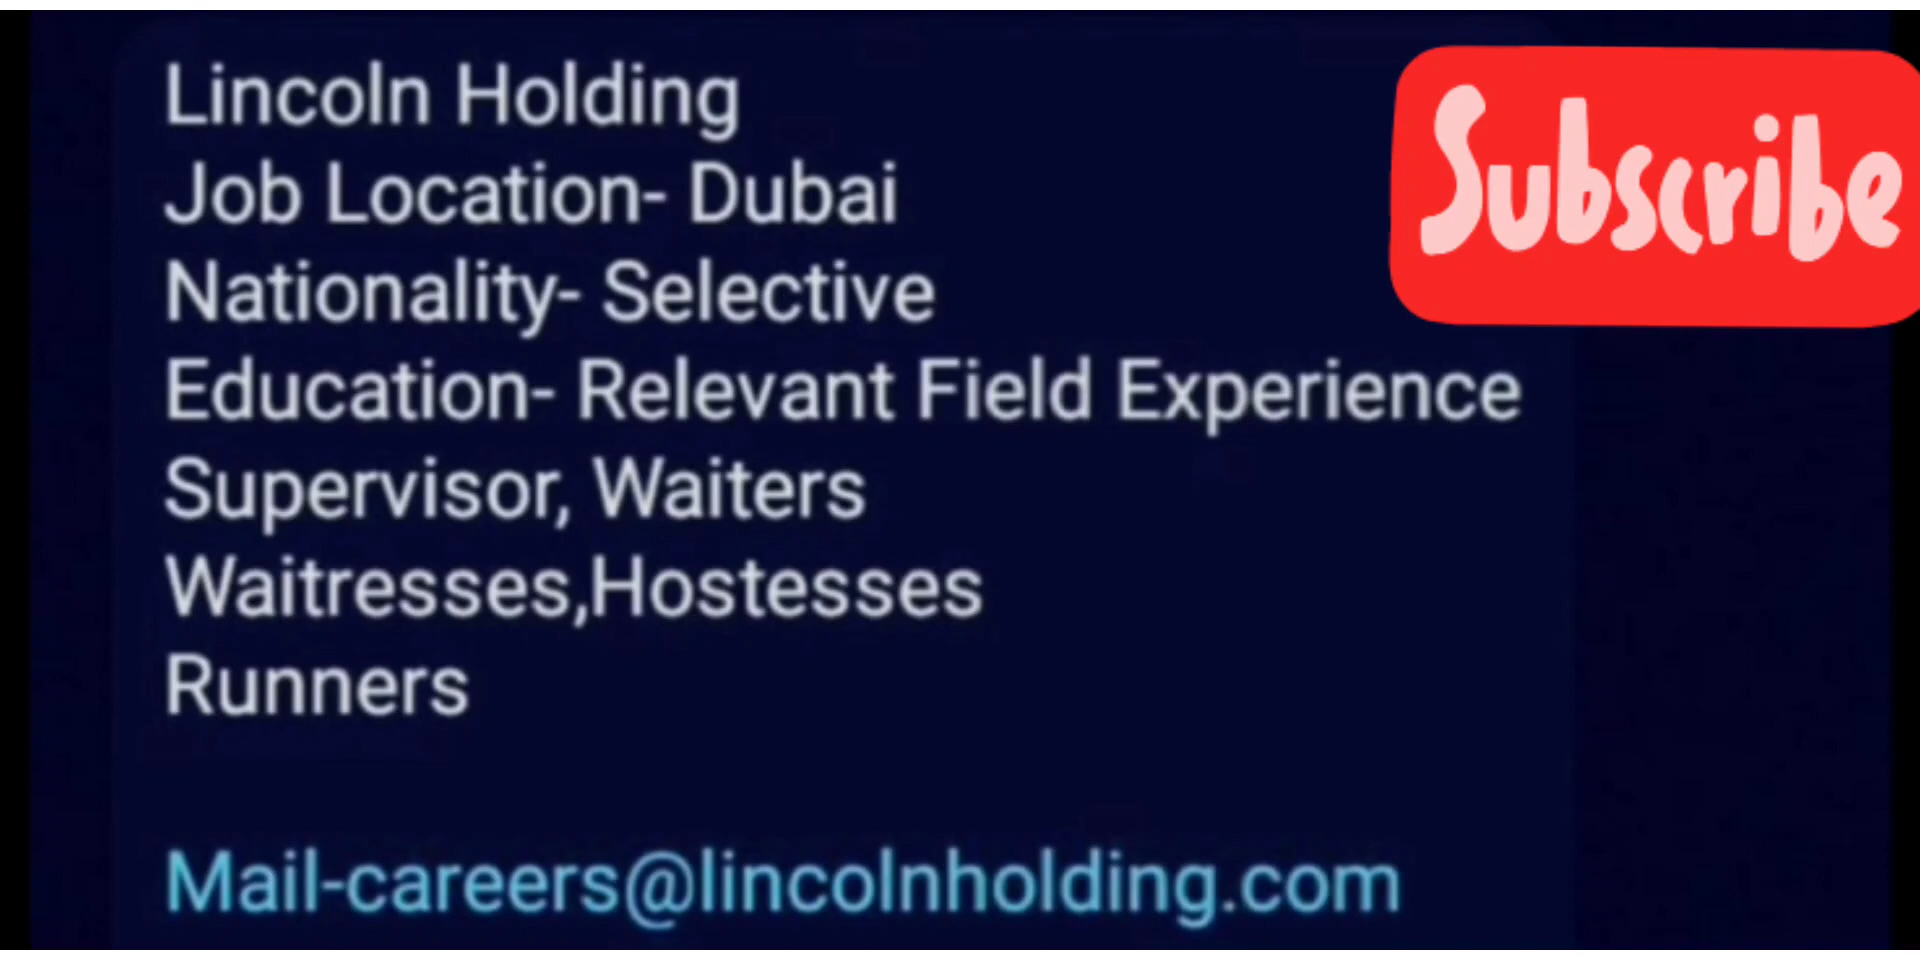 Lincoln Holding
Subscribe
Job Location- Dubai
Nationality- Selective
Education- Relevant Field Experience
Supervisor, Waiters
Waitresses,Hostesses
Runners
Mail-careers@lincolnholding.com